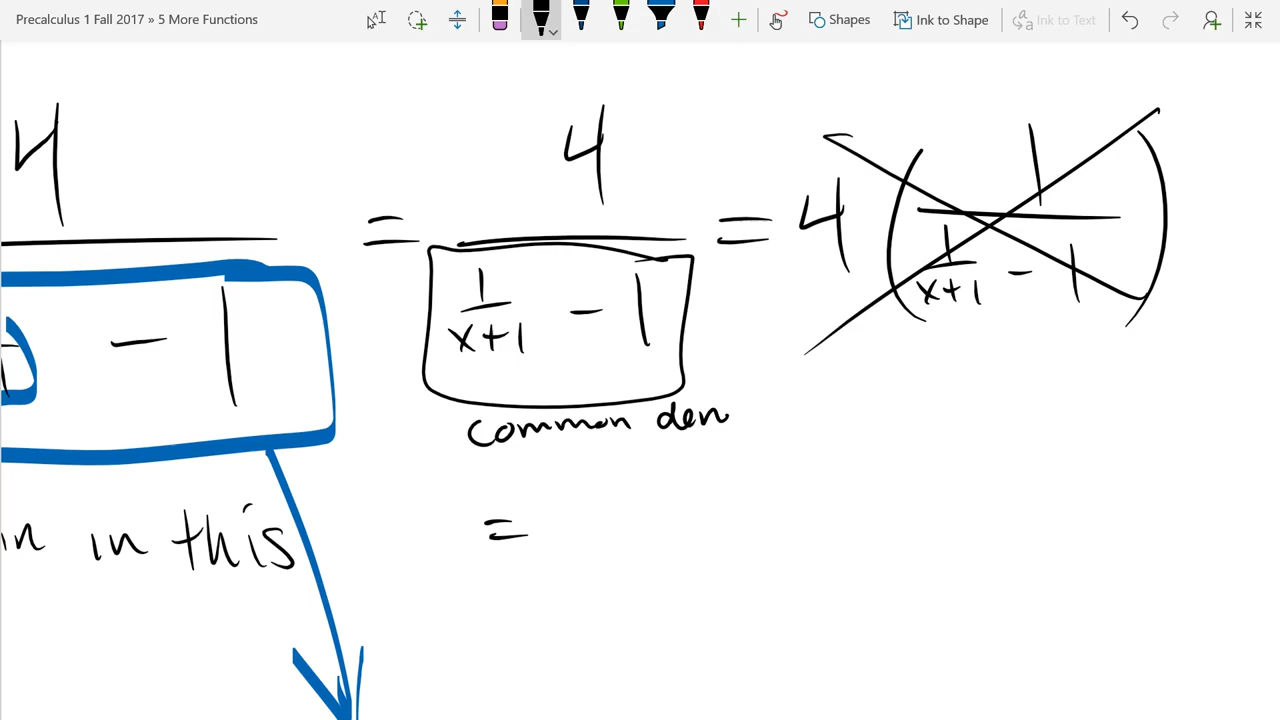 Precalculus 1 Fall 2017 » 5 More Functions
Shapes
Ink to Shape
Ink to Text
4 = 4 = 4 ( 1
- 1 1/x+1 - 1 1/x+1 - 1 )
common den
in in this
=